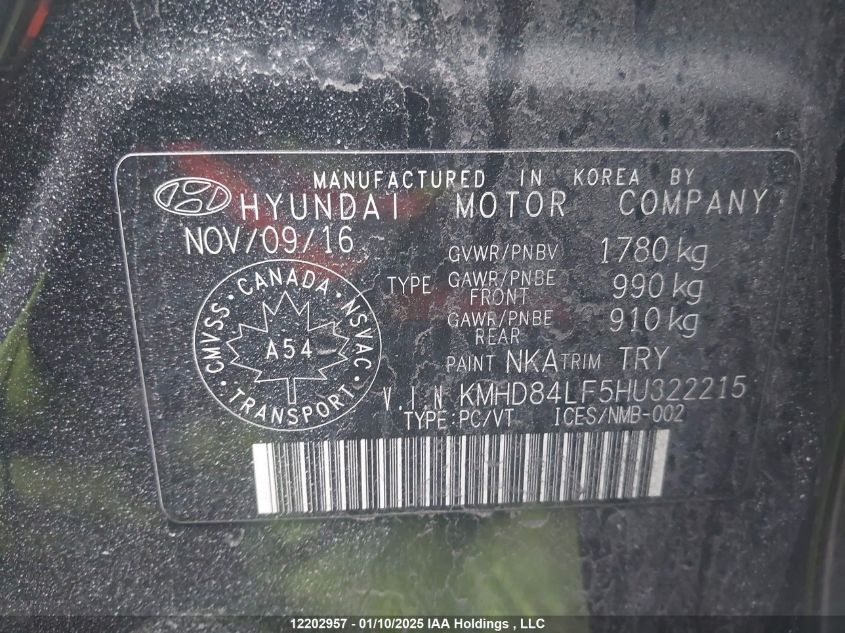 MANUFACTURED IN KOREA BY
HYUNDAI MOTOR COMPANY
NOV/09/16
GVWR/PNBV 1780 kg
TYPE GAWR/PNBE FRONT 990 kg
GAWR/PNBE REAR 910 kg
CMVSS · CANADA · NSVAC
A54
TRANSPORT
PAINT NKA TRIM TRY
V.I.N KMHD84LF5HU322215
TYPE:PC/VT ICES/NMB-002
12202957 - 01/10/2025 IAA Holdings , LLC